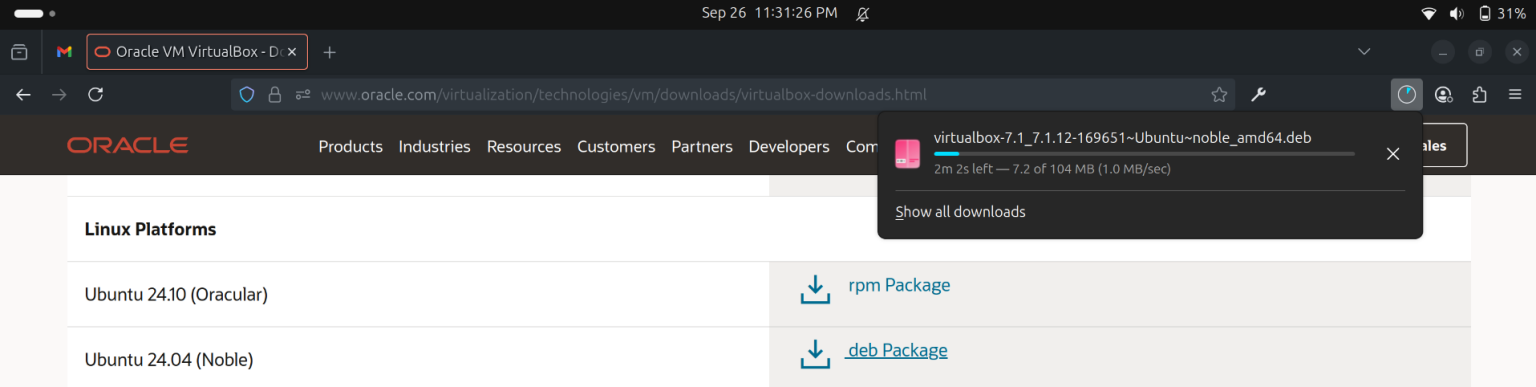 Sep 26 11:31:26 PM
31%
Oracle VM VirtualBox - Do
www.oracle.com/virtualization/technologies/vm/downloads/virtualbox-downloads.html
ORACLE
Products Industries Resources Customers Partners Developers Com
ales
virtualbox-7.1_7.1.12-169651~Ubuntu~noble_amd64.deb
2m 2s left — 7.2 of 104 MB (1.0 MB/sec)
Show all downloads
Linux Platforms
Ubuntu 24.10 (Oracular)
rpm Package
Ubuntu 24.04 (Noble)
deb Package